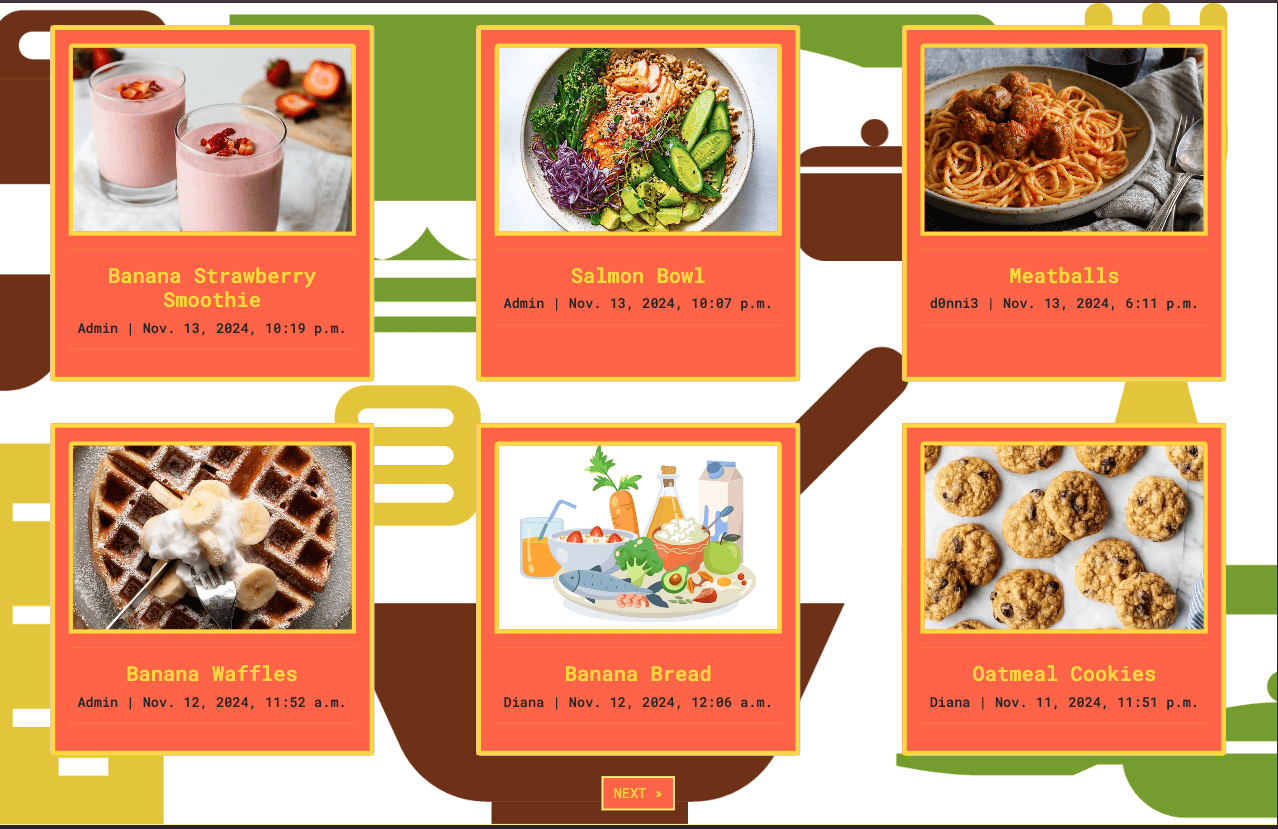 Banana Strawberry
Smoothie
Admin | Nov. 13, 2024, 10:19 p.m.
Salmon Bowl
Admin | Nov. 13, 2024, 10:07 p.m.
Meatballs
d0nni3 | Nov. 13, 2024, 6:11 p.m.
Banana Waffles
Admin | Nov. 12, 2024, 11:52 a.m.
Banana Bread
Diana | Nov. 12, 2024, 12:06 a.m.
Oatmeal Cookies
Diana | Nov. 11, 2024, 11:51 p.m.
NEXT »